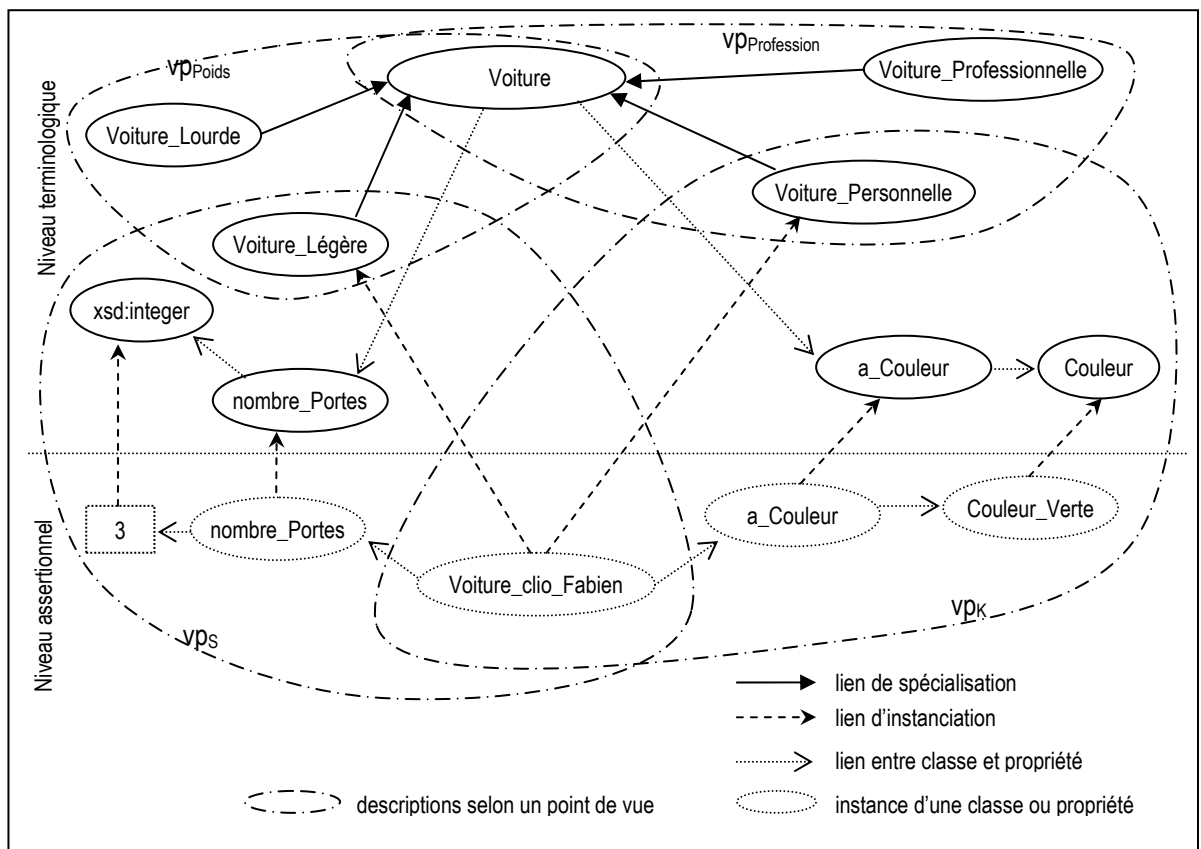 vpPoids
vpProfession
Voiture
Voiture_Professionnelle
Voiture_Lourde
Voiture_Personnelle
Voiture_Légère
Niveau terminologique
xsd:integer
a_Couleur
Couleur
nombre_Portes
3
nombre_Portes
a_Couleur
Couleur_Verte
Voiture_clio_Fabien
Niveau assertionnel
vpS
vpK
lien de spécialisation
lien d'instanciation
lien entre classe et propriété
descriptions selon un point de vue
instance d'une classe ou propriété